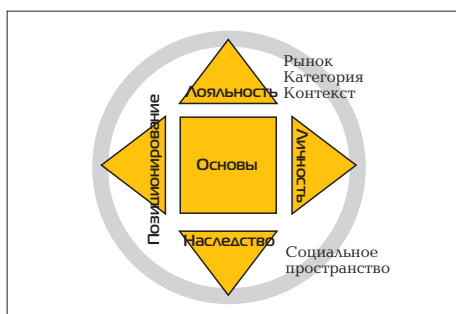 Рынок
Категория
Контекст
Лояльность
Позиционирование
Основы
Личность
Наследство
Социальное
пространство